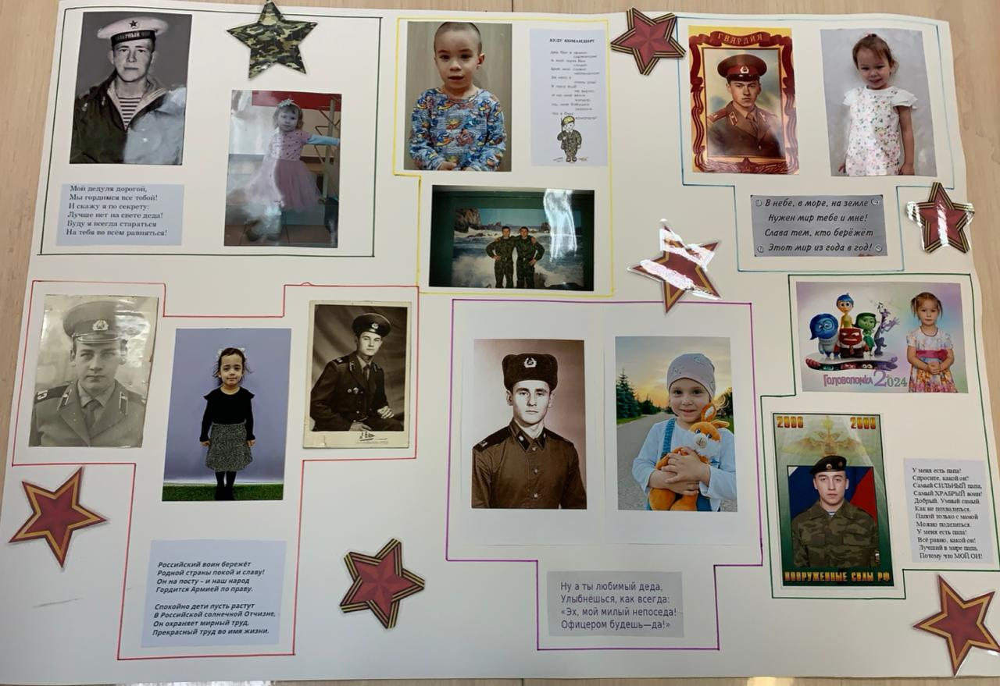 СЕВЕРНЫЙ ФЛОТ
Мой дедуля дорогой,
Мы гордимся все тобой!
И скажу я по секрету:
Лучше нет на свете деда!
Буду я всегда стараться
На тебя во всём равняться!
БУДУ КОМАНДИР!
ГВАРДИЯ
В небе, в море, на земле
Нужен мир тебе и мне!
Слава тем, кто бережёт
Этот мир из года в год!
Российский воин бережёт
Родной страны покой и славу!
Он на посту – и наш народ
Гордится Армией по праву.
Спокойно дети пусть растут
В Российской солнечной Отчизне,
Он охраняет мирный труд,
Прекрасный труд во имя жизни.
Ну а ты любимый деда,
Улыбнёшься, как всегда:
«Эх, мой милый непоседа!
Офицером будешь—да!»
ГОЛОВОЛОМКА 2024
ВООРУЖЕННЫЕ СИЛЫ РФ
У меня есть папа!
Спросите, какой он?
Самый СИЛЬНЫЙ папа,
Самый ХРАБРЫЙ воин!
Добрый. Умный самый.
Как не похвалиться.
Папой только с мамой
Можно поделиться.
У меня есть папа!
Всё равно, какой он!
Лучший в мире папа,
Потому что МОЙ ОН!